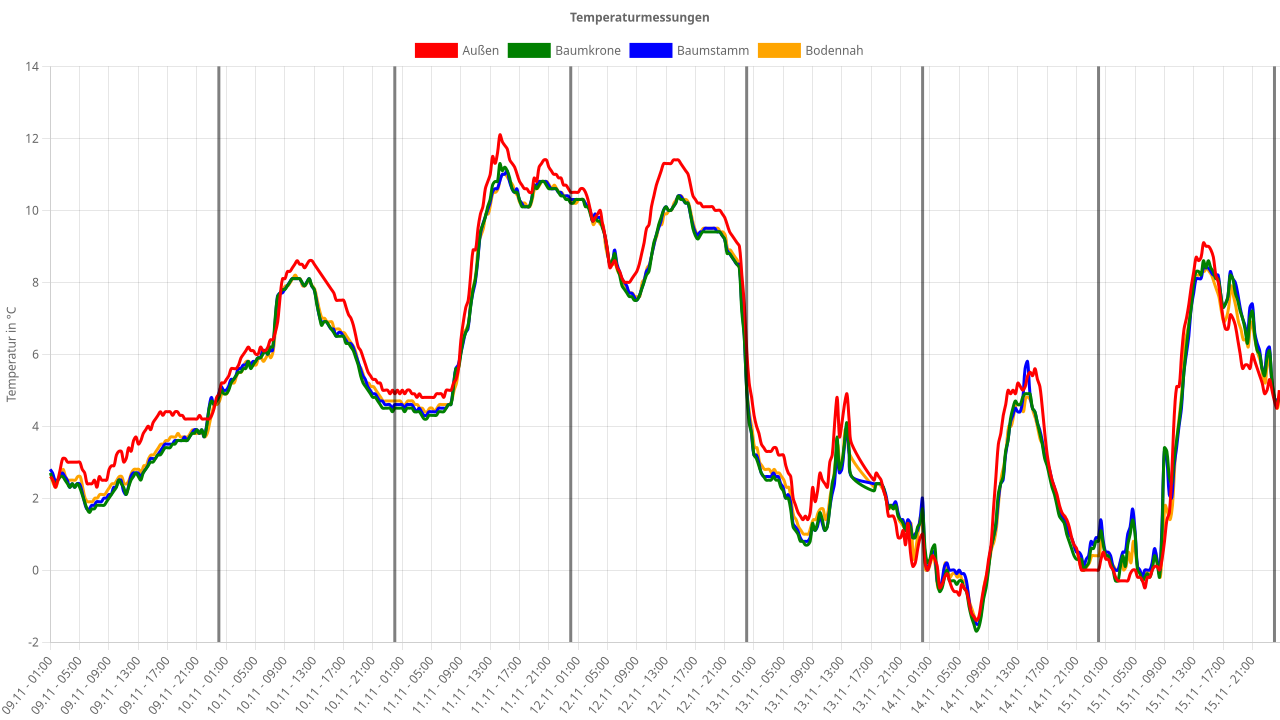 Temperaturmessungen
Außen Baumkrone Baumstamm Bodennah
Temperatur in °C
14
12
10
8
6
4
2
0
-2
09.11 - 01:00
09.11 - 05:00
09.11 - 09:00
09.11 - 13:00
09.11 - 17:00
09.11 - 21:00
10.11 - 01:00
10.11 - 05:00
10.11 - 09:00
10.11 - 13:00
10.11 - 17:00
10.11 - 21:00
11.11 - 01:00
11.11 - 05:00
11.11 - 09:00
11.11 - 13:00
11.11 - 17:00
11.11 - 21:00
12.11 - 01:00
12.11 - 05:00
12.11 - 09:00
12.11 - 13:00
12.11 - 17:00
12.11 - 21:00
13.11 - 01:00
13.11 - 05:00
13.11 - 09:00
13.11 - 13:00
13.11 - 17:00
13.11 - 21:00
14.11 - 01:00
14.11 - 05:00
14.11 - 09:00
14.11 - 13:00
14.11 - 17:00
14.11 - 21:00
15.11 - 01:00
15.11 - 05:00
15.11 - 09:00
15.11 - 13:00
15.11 - 17:00
15.11 - 21:00